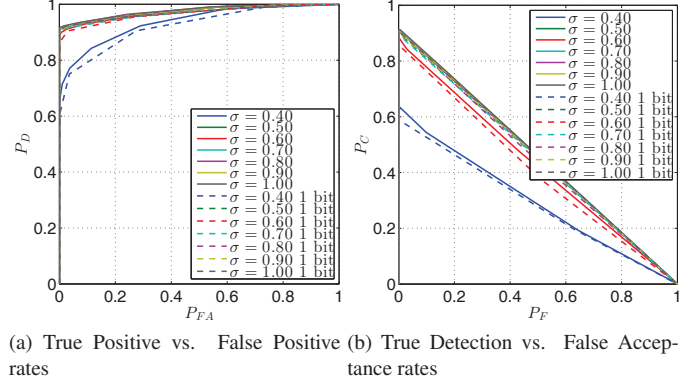 1
0.8
0.6
0.4
0.2
0
P_D
0 0.2 0.4 0.6 0.8 1
P_{FA}
σ = 0.40
σ = 0.50
σ = 0.60
σ = 0.70
σ = 0.80
σ = 0.90
σ = 1.00
σ = 0.40 1 bit
σ = 0.50 1 bit
σ = 0.60 1 bit
σ = 0.70 1 bit
σ = 0.80 1 bit
σ = 0.90 1 bit
σ = 1.00 1 bit
(a) True Positive vs. False Positive
rates
1
0.8
0.6
0.4
0.2
0
P_C
0 0.2 0.4 0.6 0.8 1
P_F
σ = 0.40
σ = 0.50
σ = 0.60
σ = 0.70
σ = 0.80
σ = 0.90
σ = 1.00
σ = 0.40 1 bit
σ = 0.50 1 bit
σ = 0.60 1 bit
σ = 0.70 1 bit
σ = 0.80 1 bit
σ = 0.90 1 bit
σ = 1.00 1 bit
(b) True Detection vs. False Accep-
tance rates